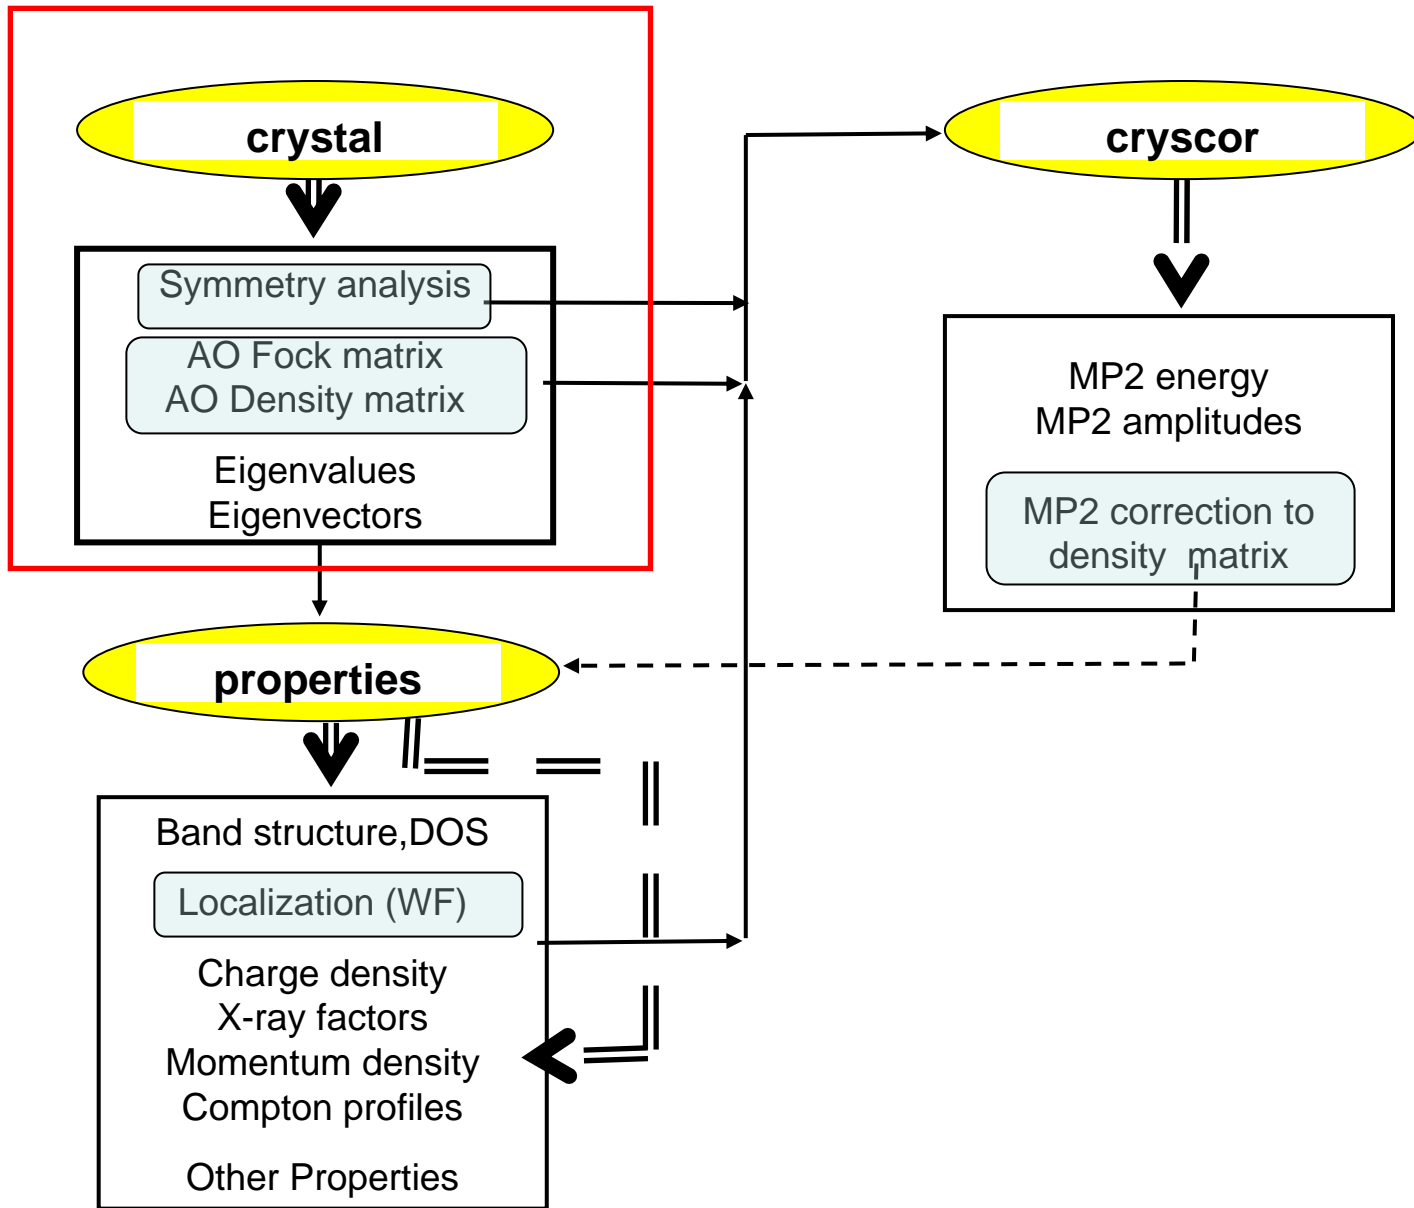 crystal
Symmetry analysis
AO Fock matrix
AO Density matrix
Eigenvalues
Eigenvectors
properties
Band structure,DOS
Localization (WF)
Charge density
X-ray factors
Momentum density
Compton profiles
Other Properties
cryscor
MP2 energy
MP2 amplitudes
MP2 correction to
density matrix